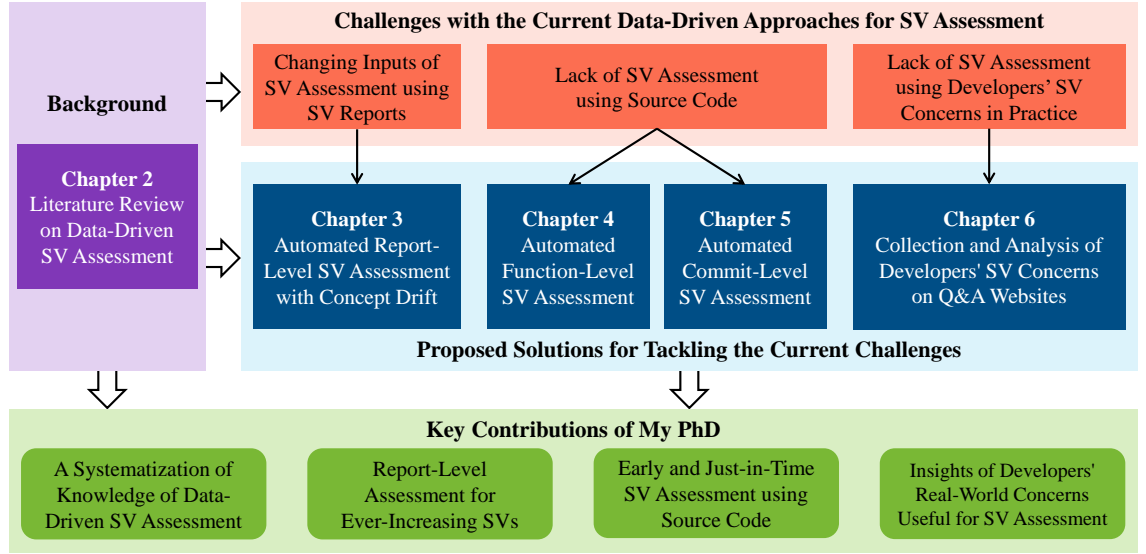 Challenges with the Current Data-Driven Approaches for SV Assessment
Changing Inputs of
SV Assessment using
SV Reports
Lack of SV Assessment
using Source Code
Lack of SV Assessment
using Developers' SV
Concerns in Practice
Background
Chapter 2
Literature Review
on Data-Driven
SV Assessment
Chapter 3
Automated Report-
Level SV Assessment
with Concept Drift
Chapter 4
Automated
Function-Level
SV Assessment
Chapter 5
Automated
Commit-Level
SV Assessment
Chapter 6
Collection and Analysis of
Developers' SV Concerns
on Q&A Websites
Proposed Solutions for Tackling the Current Challenges
Key Contributions of My PhD
A Systematization of
Knowledge of Data-
Driven SV Assessment
Report-Level
Assessment for
Ever-Increasing SVs
Early and Just-in-Time
SV Assessment using
Source Code
Insights of Developers'
Real-World Concerns
Useful for SV Assessment